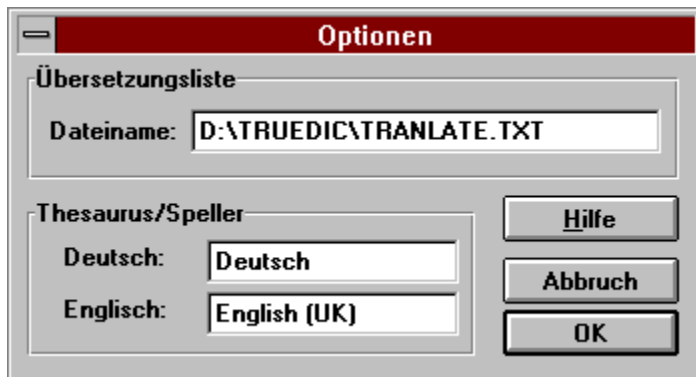 Optionen
Übersetzungsliste
Dateiname: D:\TRUEDIC\TRANLATE.TXT
Thesaurus/Speller
Deutsch: Deutsch
Englisch: English (UK)
Hilfe
Abbruch
OK